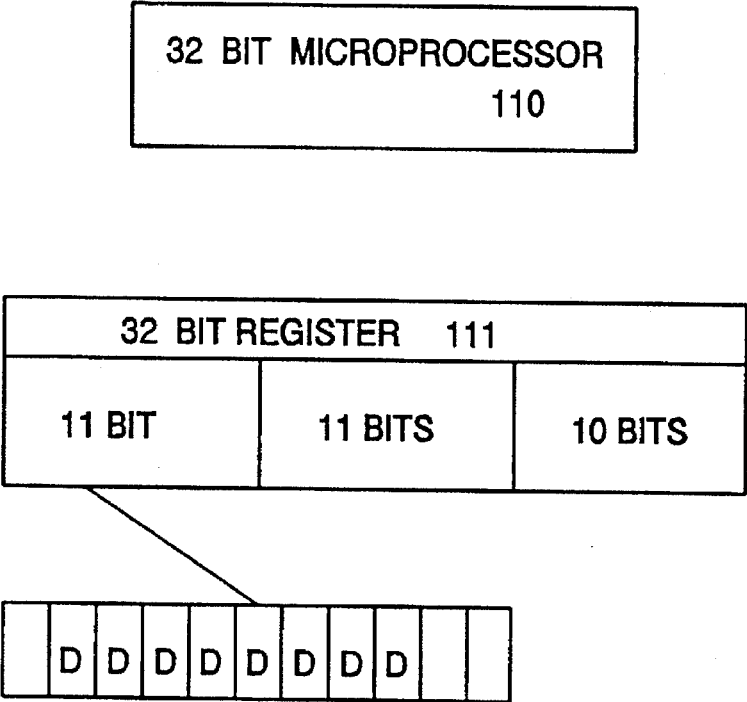 32 BIT MICROPROCESSOR
110
32 BIT REGISTER 111
11 BIT 11 BITS 10 BITS
D D D D D D D D